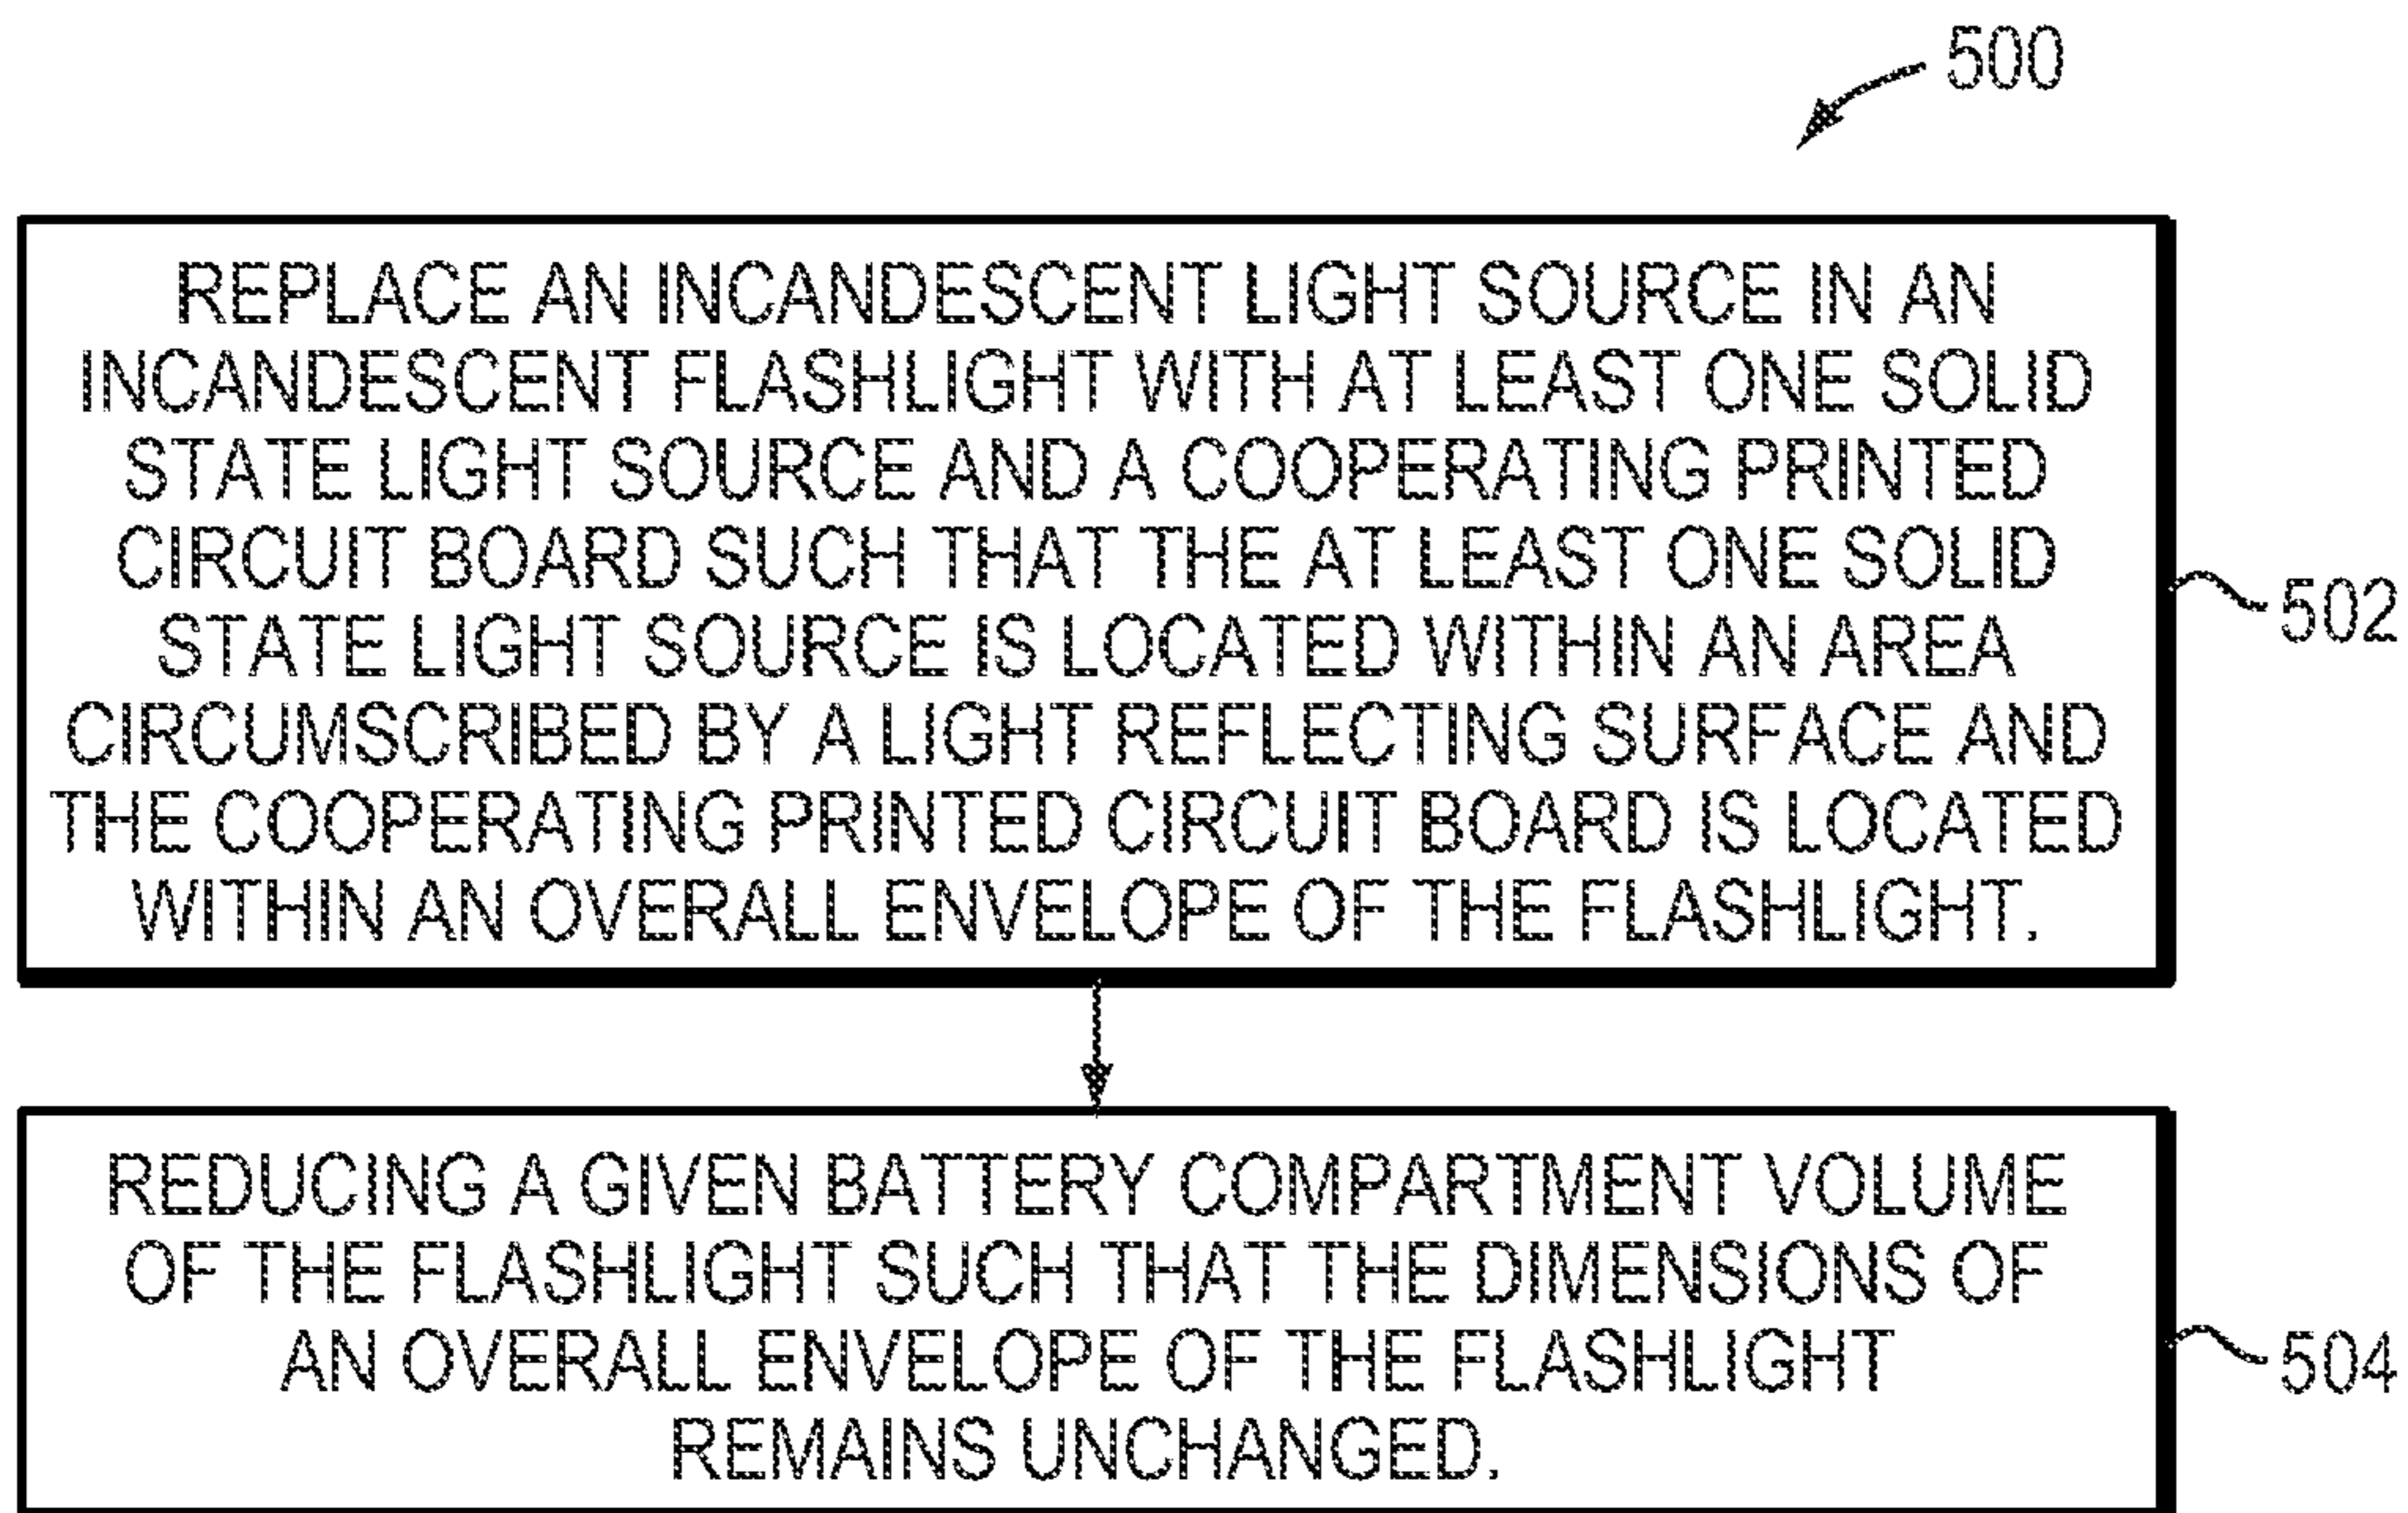 500
REPLACE AN INCANDESCENT LIGHT SOURCE IN AN
INCANDESCENT FLASHLIGHT WITH AT LEAST ONE SOLID
STATE LIGHT SOURCE AND A COOPERATING PRINTED
CIRCUIT BOARD SUCH THAT THE AT LEAST ONE SOLID
STATE LIGHT SOURCE IS LOCATED WITHIN AN AREA
CIRCUMSCRIBED BY A LIGHT REFLECTING SURFACE AND
THE COOPERATING PRINTED CIRCUIT BOARD IS LOCATED
WITHIN AN OVERALL ENVELOPE OF THE FLASHLIGHT.
502
REDUCING A GIVEN BATTERY COMPARTMENT VOLUME
OF THE FLASHLIGHT SUCH THAT THE DIMENSIONS OF
AN OVERALL ENVELOPE OF THE FLASHLIGHT
REMAINS UNCHANGED.
504